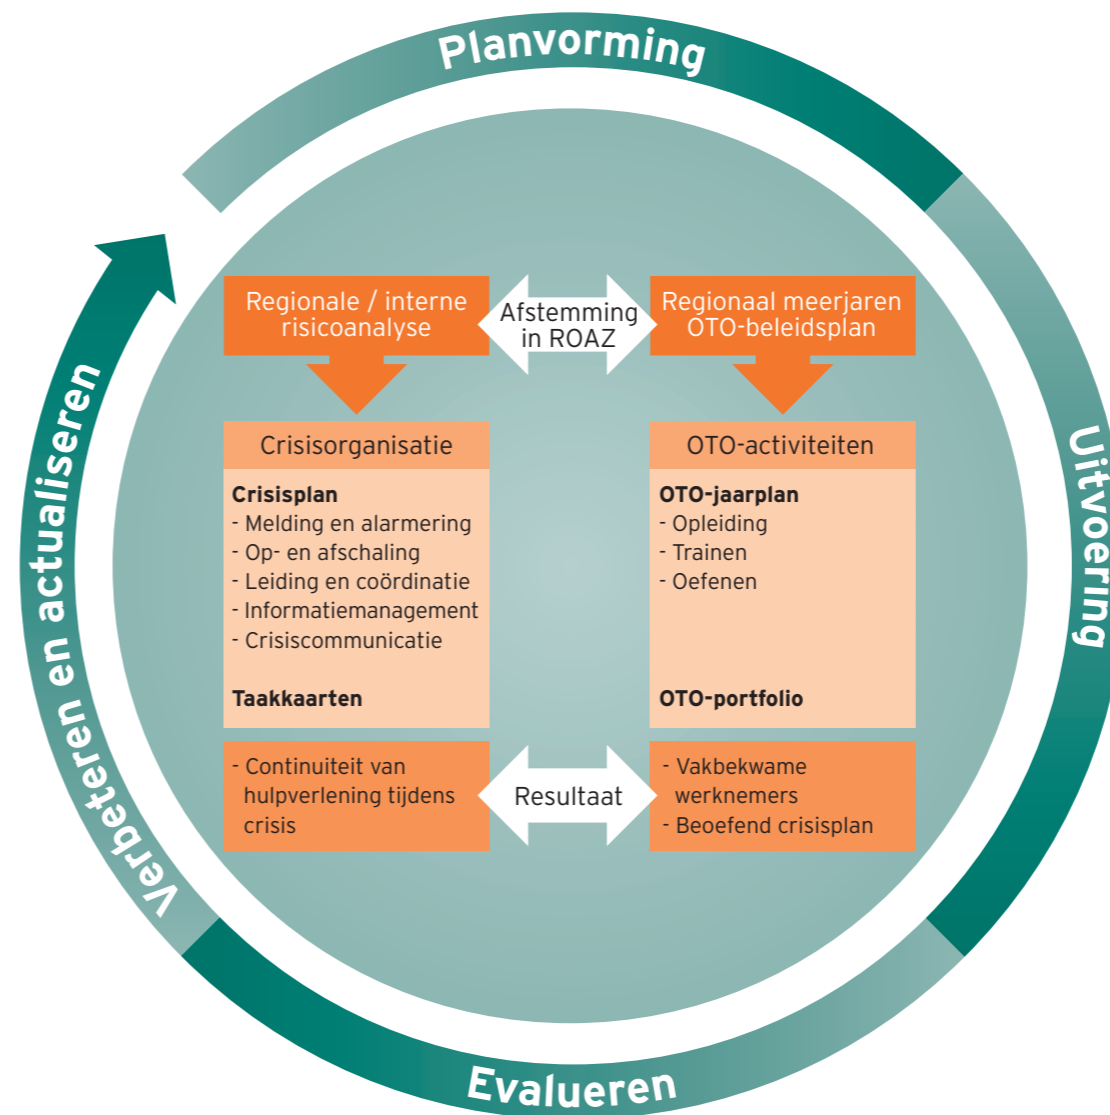 Planvorming
Uitvoering
Evalueren
Verbeteren en actualiseren
Regionale / interne
risicoanalyse
Afstemming
in ROAZ
Regionaal meerjaren
OTO-beleidsplan
Crisisorganisatie
Crisisplan
- Melding en alarmering
- Op- en afschaling
- Leiding en coördinatie
- Informatiemanagement
- Crisiscommunicatie
Taakkaarten
OTO-activiteiten
OTO-jaarplan
- Opleiding
- Trainen
- Oefenen
OTO-portfolio
- Continuiteit van
hulpverlening tijdens
crisis
Resultaat
- Vakbekwame
werknemers
- Beoefend crisisplan